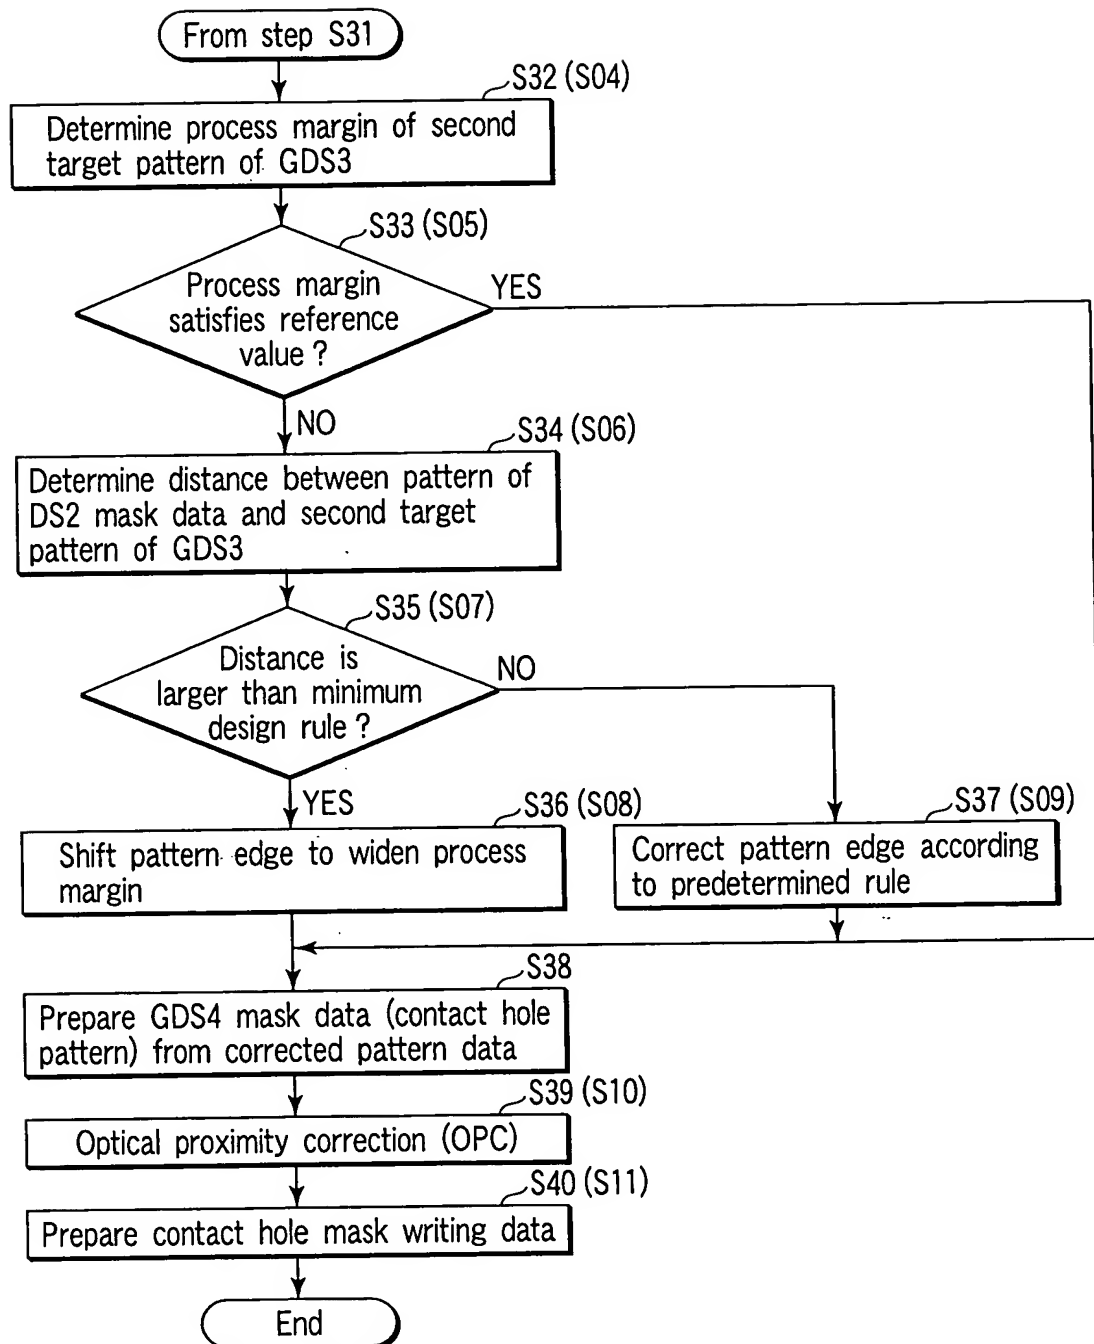 From step S31
S32 (S04)
Determine process margin of second
target pattern of GDS3
S33 (S05)
Process margin
satisfies reference
value ?
YES
NO
S34 (S06)
Determine distance between pattern of
DS2 mask data and second target
pattern of GDS3
S35 (S07)
Distance is
larger than minimum
design rule ?
NO
YES
S36 (S08)
Shift pattern edge to widen process
margin
S37 (S09)
Correct pattern edge according
to predetermined rule
S38
Prepare GDS4 mask data (contact hole
pattern) from corrected pattern data
S39 (S10)
Optical proximity correction (OPC)
S40 (S11)
Prepare contact hole mask writing data
End